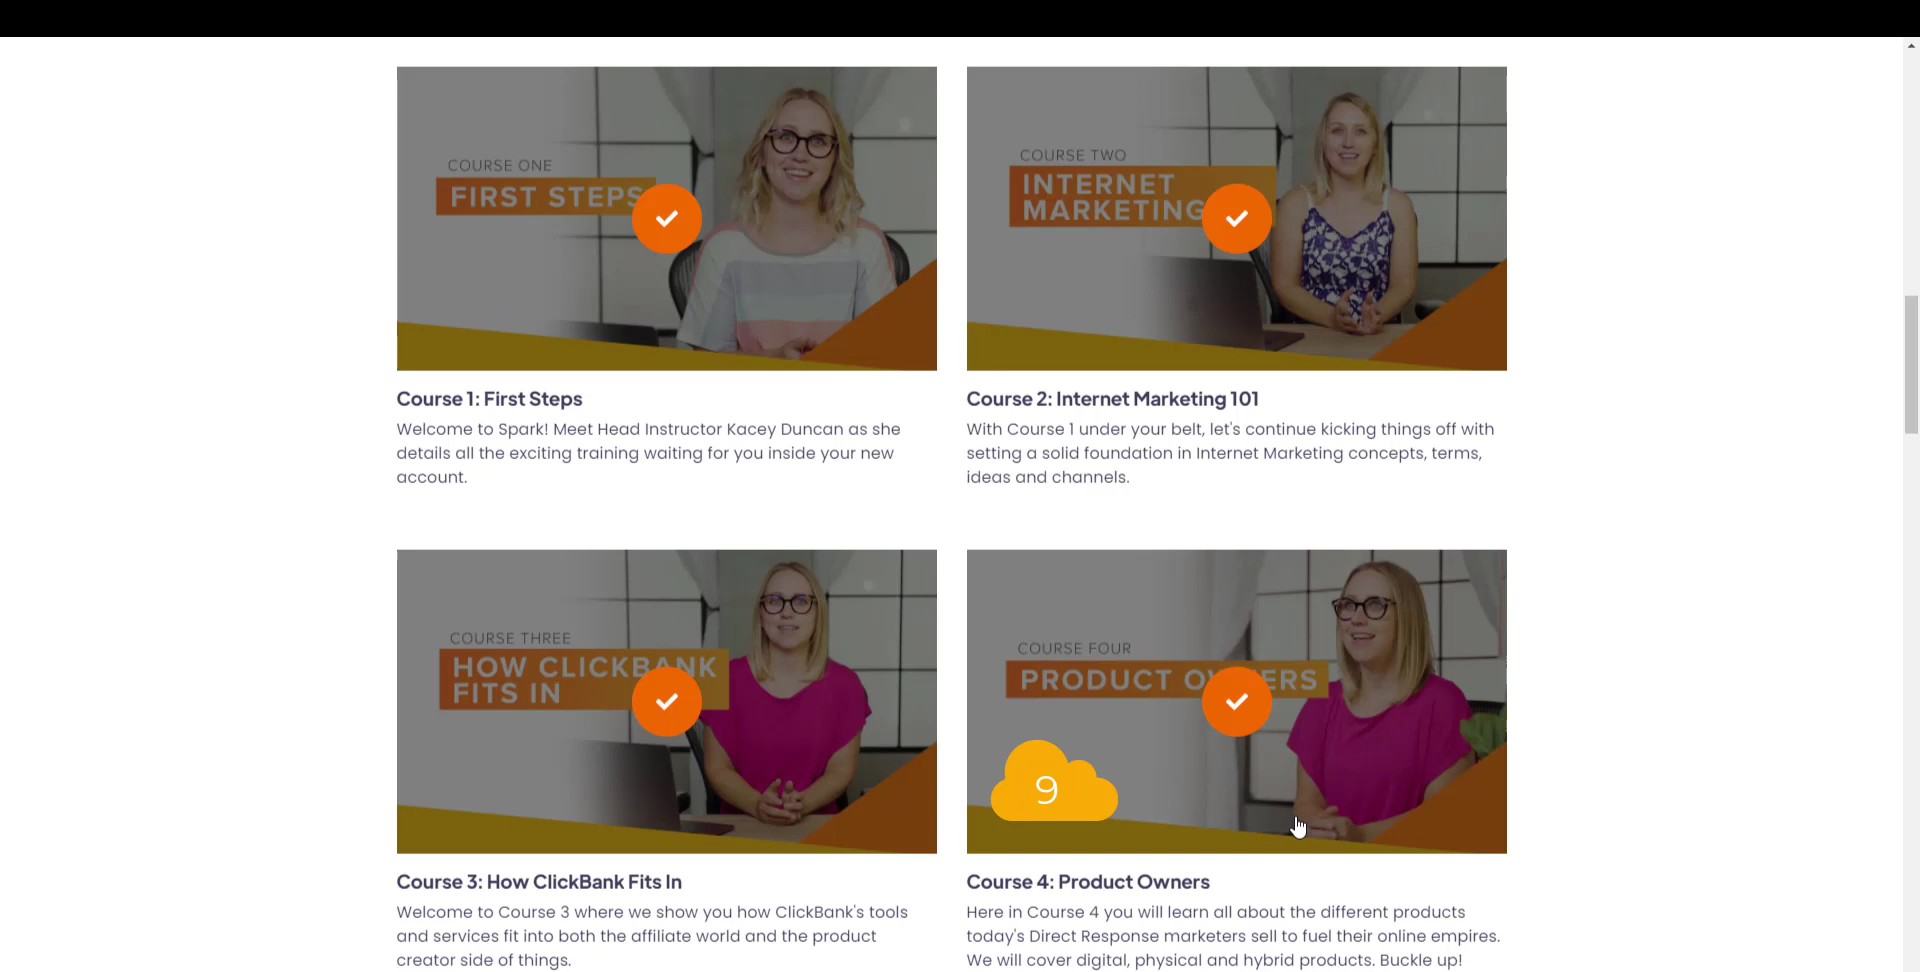 COURSE ONE
FIRST STEPS
COURSE TWO
INTERNET
MARKETING
Course 1: First Steps
Welcome to Spark! Meet Head Instructor Kacey Duncan as she
details all the exciting training waiting for you inside your new
account.
Course 2: Internet Marketing 101
With Course 1 under your belt, let's continue kicking things off with
setting a solid foundation in Internet Marketing concepts, terms,
ideas and channels.
COURSE THREE
HOW CLICKBANK
FITS IN
COURSE FOUR
PRODUCT OWNERS
9
Course 3: How ClickBank Fits In
Welcome to Course 3 where we show you how ClickBank's tools
and services fit into both the affiliate world and the product
creator side of things.
Course 4: Product Owners
Here in Course 4 you will learn all about the different products
today's Direct Response marketers sell to fuel their online empires.
We will cover digital, physical and hybrid products. Buckle up!